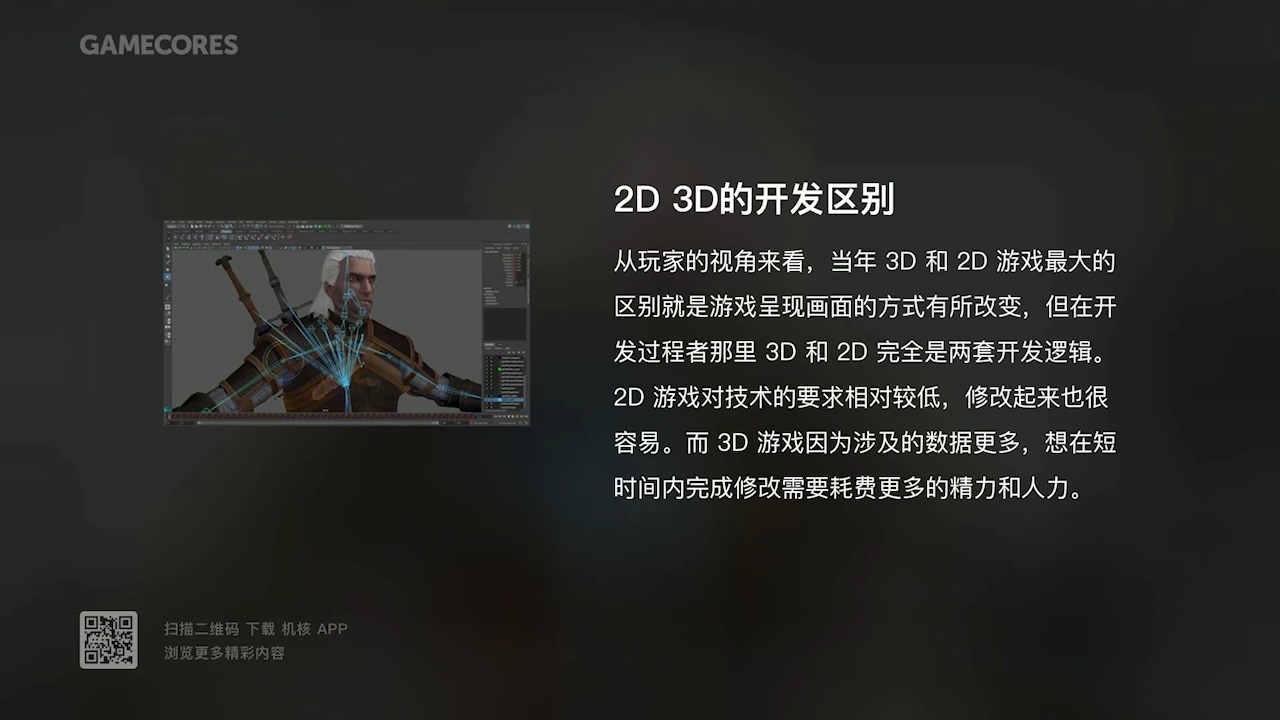 GAMECORES
2D 3D的开发区别
从玩家的视角来看，当年 3D 和 2D 游戏最大的
区别就是游戏呈现画面的方式有所改变，但在开
发过程者那里 3D 和 2D 完全是两套开发逻辑。
2D 游戏对技术的要求相对较低，修改起来也很
容易。而 3D 游戏因为涉及的数据更多，想在短
时间内完成修改需要耗费更多的精力和人力。
扫描二维码 下载 机核 APP
浏览更多精彩内容